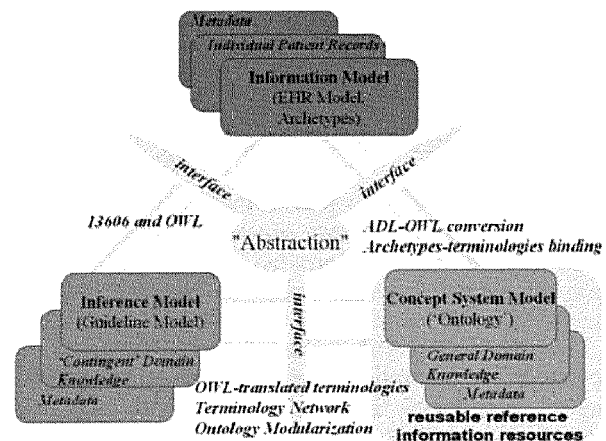 Metadata
Individual Patient Records
Information Model
(EHR Model,
Archetypes)
interface
interface
13606 and OWL
"Abstraction"
ADL-OWL conversion
Archetypes-terminologies binding
Inference Model
(Guideline Model)
interface
Concept System Model
('Ontology')
'Contingent' Domain
Knowledge
Metadata
General Domain
Knowledge
Metadata
OWL-translated terminologies
Terminology Network
Ontology Modularization
reusable reference
information resources